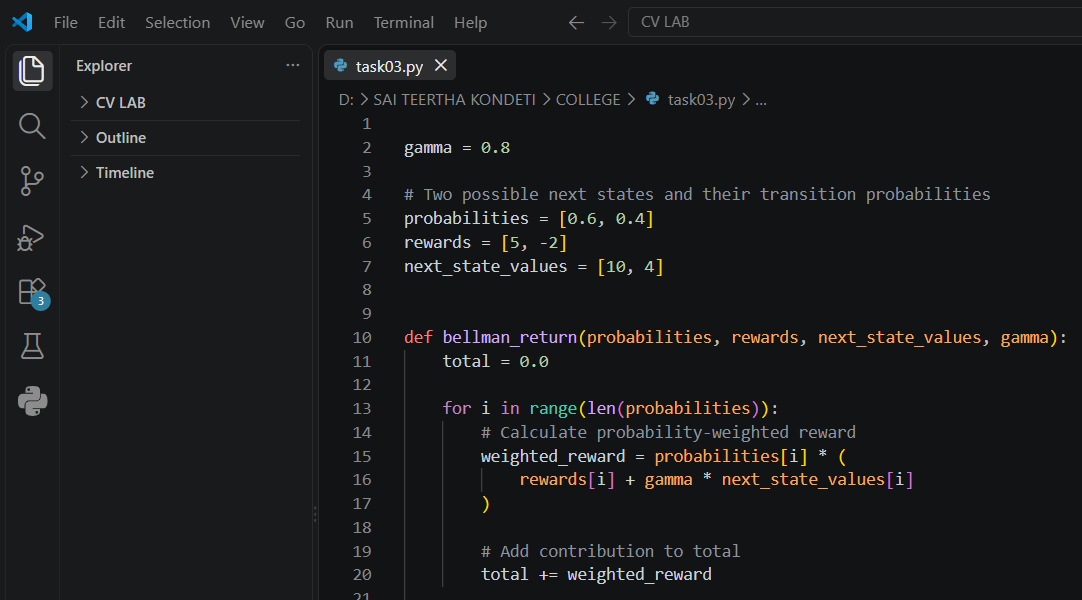 File Edit Selection View Go Run Terminal Help CV LAB
Explorer ...
CV LAB
Outline
Timeline
3
task03.py
D: > SAI TEERTHA KONDETI > COLLEGE > task03.py > ...
1
2 gamma = 0.8
3
4 # Two possible next states and their transition probabilities
5 probabilities = [0.6, 0.4]
6 rewards = [5, -2]
7 next_state_values = [10, 4]
8
9
10 def bellman_return(probabilities, rewards, next_state_values, gamma):
11     total = 0.0
12
13     for i in range(len(probabilities)):
14         # Calculate probability-weighted reward
15         weighted_reward = probabilities[i] * (
16             rewards[i] + gamma * next_state_values[i]
17         )
18
19         # Add contribution to total
20         total += weighted_reward
21